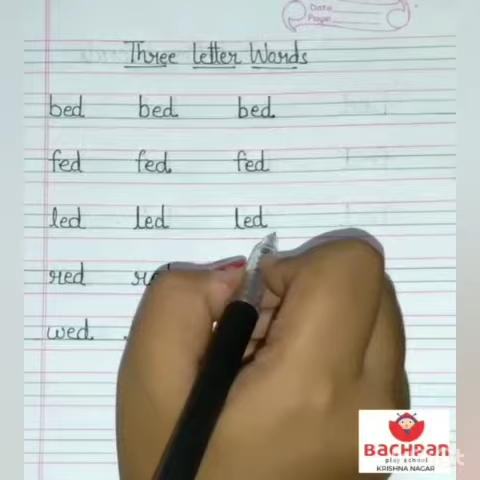 Date
Page
Three Letter Words
bed bed bed
fed fed fed
led led led
red
wed
BACHPAN
play school
KRISHNA NAGAR